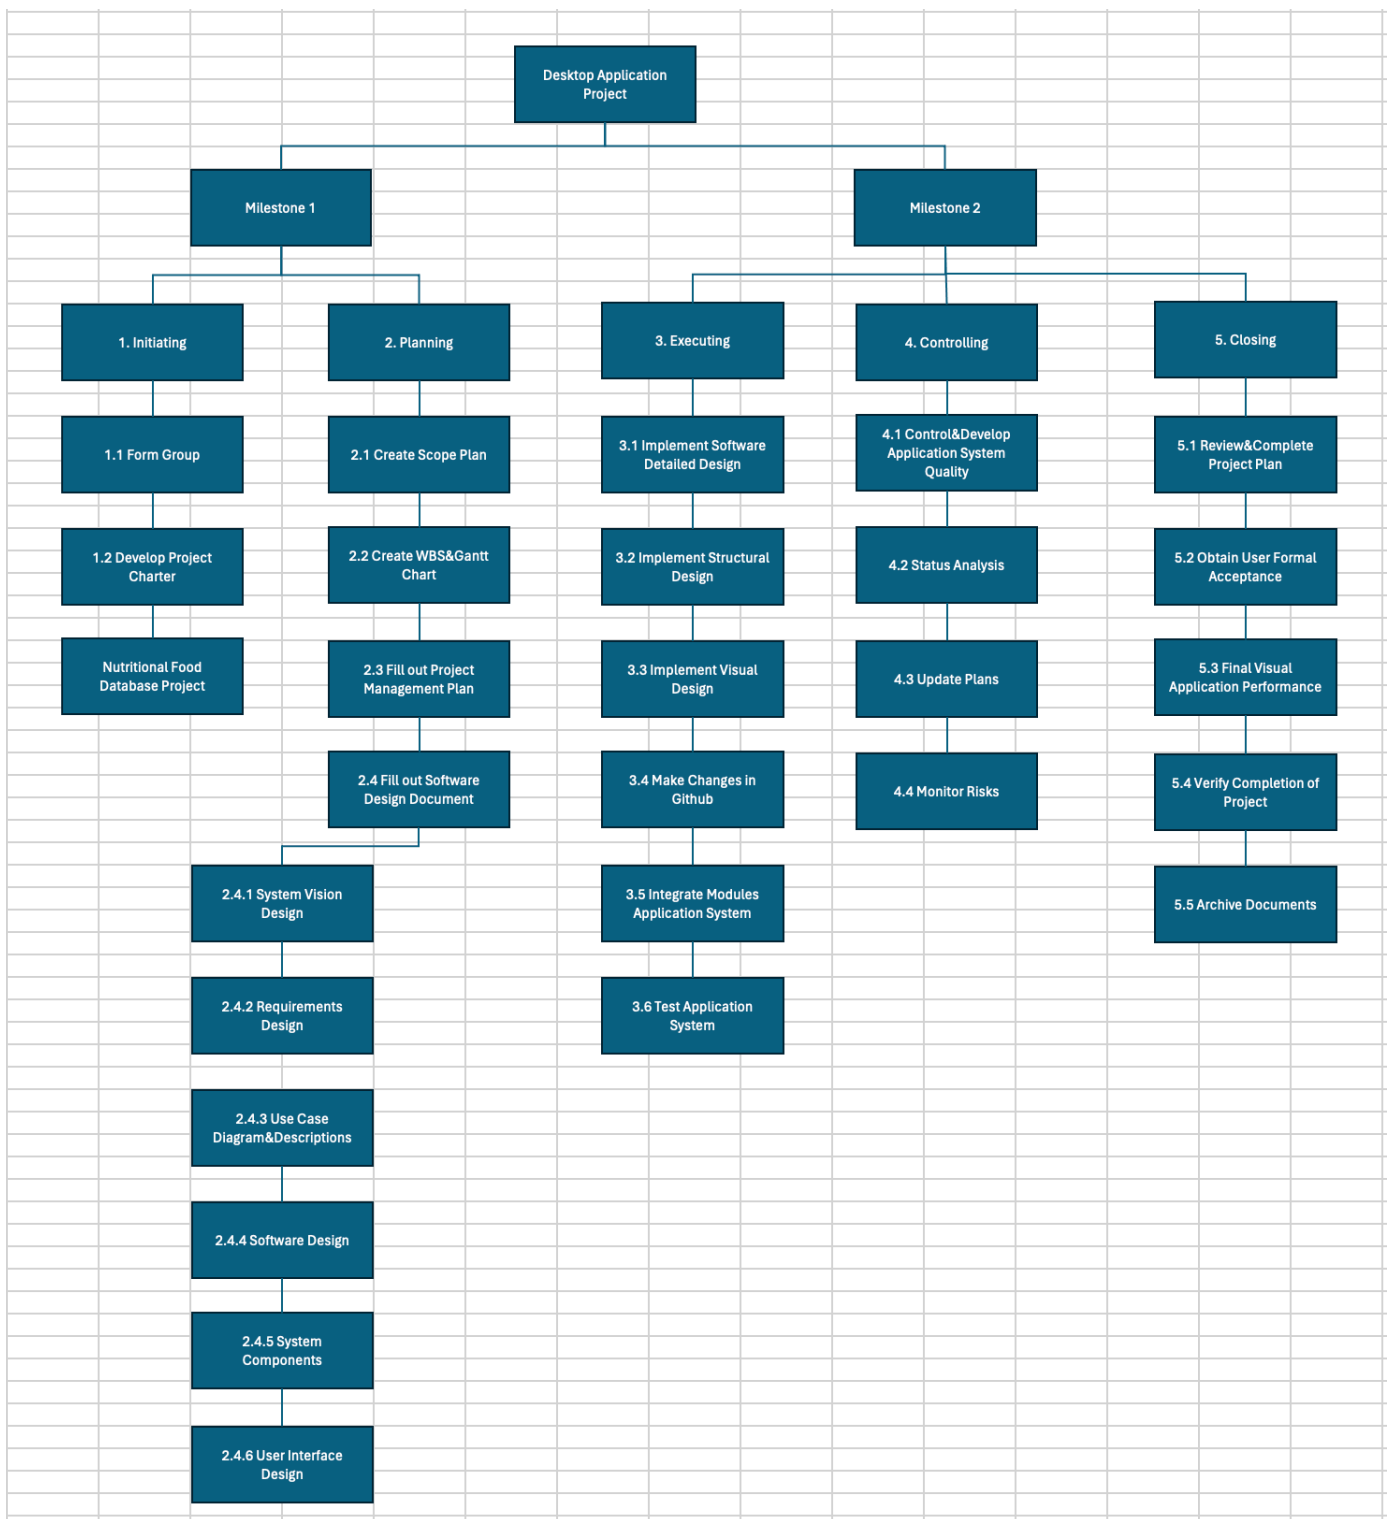 Desktop Application
Project
Milestone 1
Milestone 2
1. Initiating
2. Planning
3. Executing
4. Controlling
5. Closing
1.1 Form Group
2.1 Create Scope Plan
3.1 Implement Software
Detailed Design
4.1 Control&Develop
Application System
Quality
5.1 Review&Complete
Project Plan
1.2 Develop Project
Charter
2.2 Create WBS&Gantt
Chart
3.2 Implement Structural
Design
4.2 Status Analysis
5.2 Obtain User Formal
Acceptance
Nutritional Food
Database Project
2.3 Fill out Project
Management Plan
3.3 Implement Visual
Design
4.3 Update Plans
5.3 Final Visual
Application Performance
2.4 Fill out Software
Design Document
3.4 Make Changes in
Github
4.4 Monitor Risks
5.4 Verify Completion of
Project
2.4.1 System Vision
Design
3.5 Integrate Modules
Application System
5.5 Archive Documents
2.4.2 Requirements
Design
3.6 Test Application
System
2.4.3 Use Case
Diagram&Descriptions
2.4.4 Software Design
2.4.5 System
Components
2.4.6 User Interface
Design